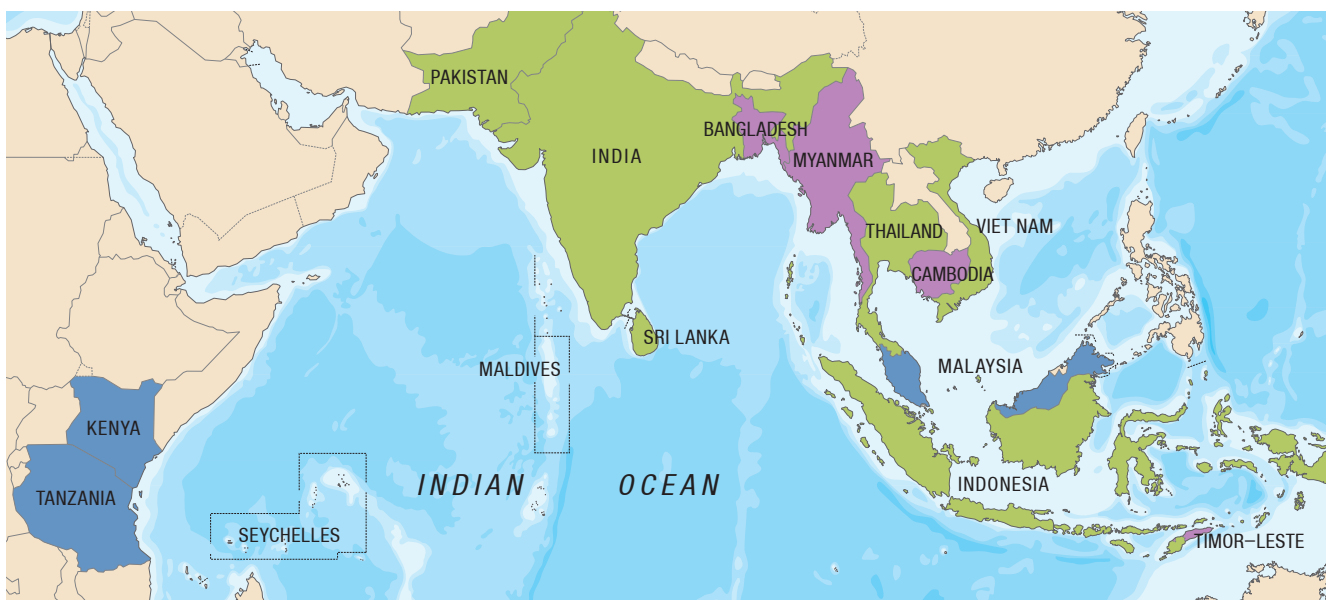 PAKISTAN
INDIA
BANGLADESH
MYANMAR
THAILAND
VIET NAM
CAMBODIA
SRI LANKA
MALDIVES
MALAYSIA
KENYA
TANZANIA
INDIAN OCEAN
INDONESIA
SEYCHELLES
TIMOR–LESTE